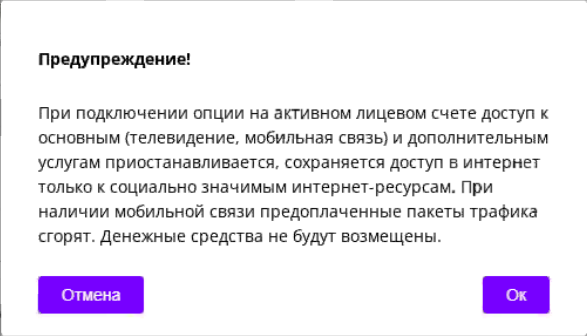 Предупреждение!
При подключении опции на активном лицевом счете доступ к
основным (телевидение, мобильная связь) и дополнительным
услугам приостанавливается, сохраняется доступ в интернет
только к социально значимым интернет-ресурсам. При
наличии мобильной связи предоплаченные пакеты трафика
сгорят. Денежные средства не будут возмещены.
Отмена Ок